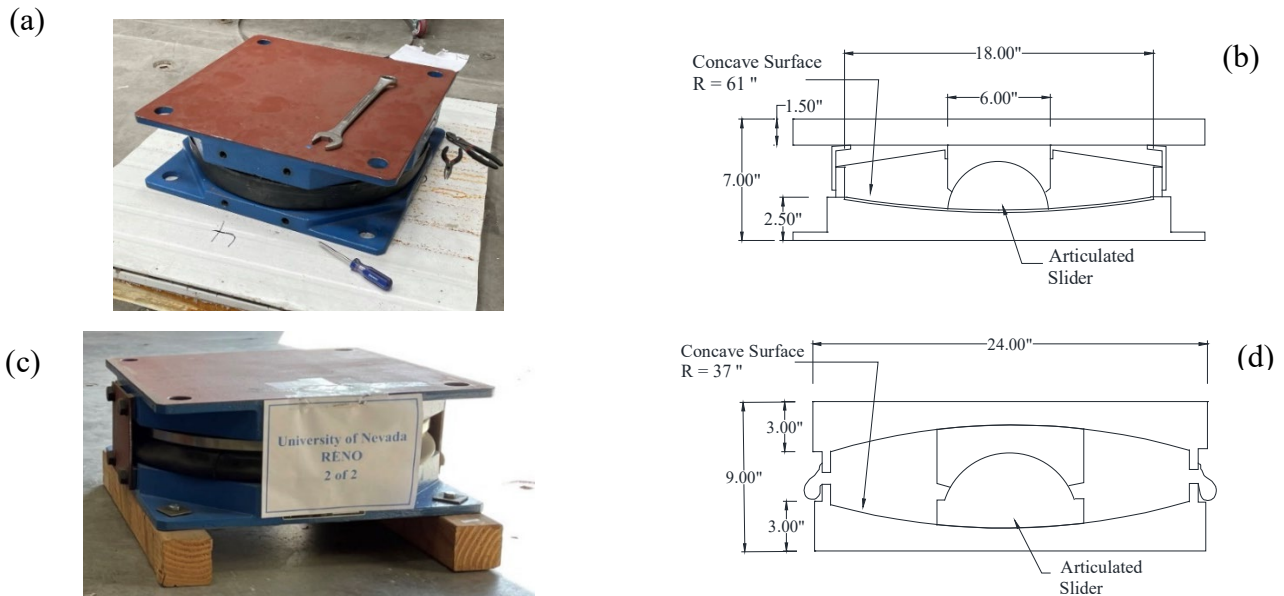 (a)
(b)
Concave Surface
R = 61 "
18.00"
6.00"
1.50"
7.00"
2.50"
Articulated
Slider
(c)
University of Nevada
RENO
2 of 2
(d)
Concave Surface
R = 37 "
24.00"
3.00"
9.00"
3.00"
Articulated
Slider